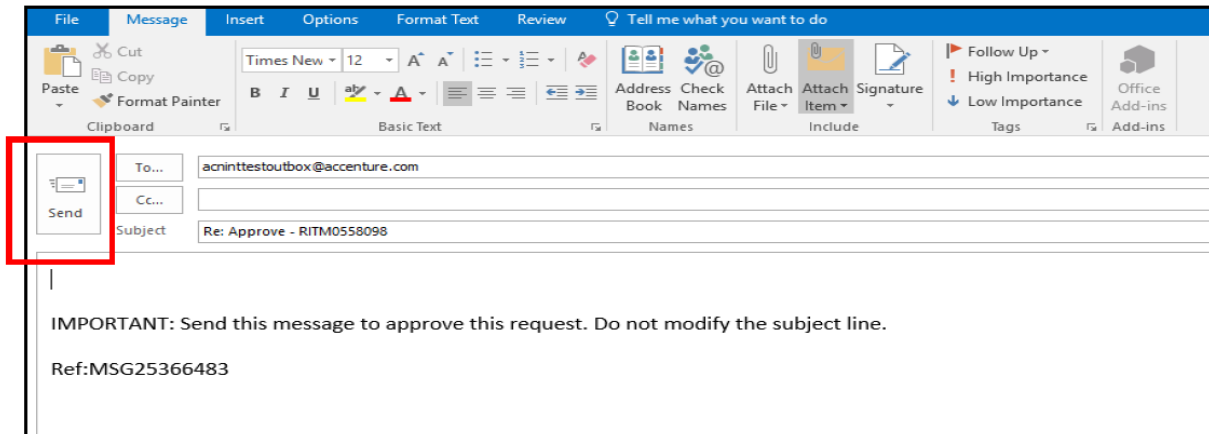 File Message Insert Options Format Text Review Tell me what you want to do
Cut
Copy
Format Painter
Paste
Clipboard
Times New 12
B I U
Basic Text
Address Book
Check Names
Names
Attach File
Attach Item
Signature
Include
Follow Up
High Importance
Low Importance
Tags
Office Add-ins
Add-ins
Send
To... acninttestoutbox@accenture.com
Cc...
Subject Re: Approve - RITM0558098
IMPORTANT: Send this message to approve this request. Do not modify the subject line.
Ref:MSG25366483